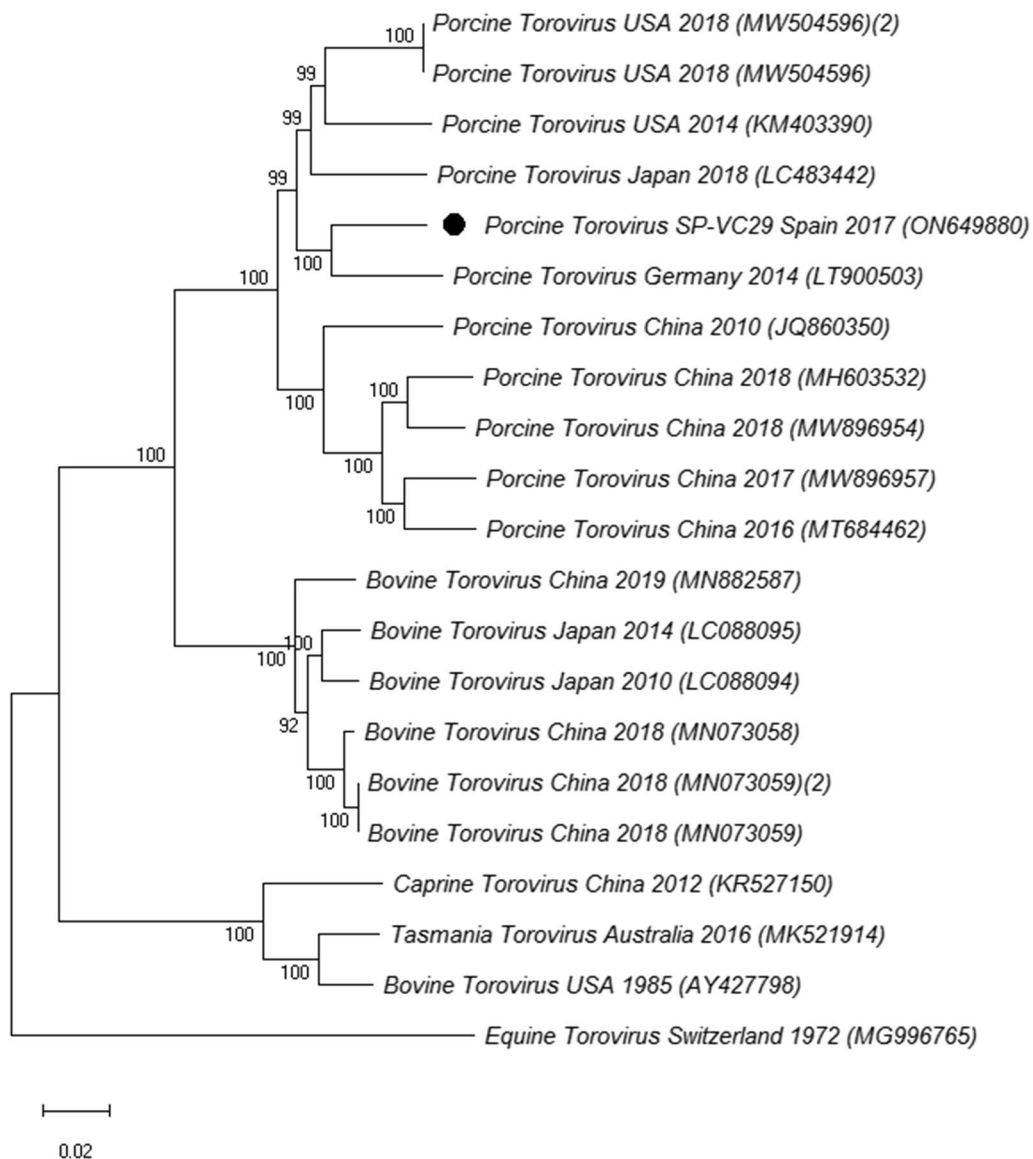 Porcine Torovirus USA 2018 (MW504596)(2)
100
Porcine Torovirus USA 2018 (MW504596)
99
Porcine Torovirus USA 2014 (KM403390)
99
Porcine Torovirus Japan 2018 (LC483442)
99
Porcine Torovirus SP-VC29 Spain 2017 (ON649880)
100
Porcine Torovirus Germany 2014 (LT900503)
100
Porcine Torovirus China 2010 (JQ860350)
100
Porcine Torovirus China 2018 (MH603532)
100
Porcine Torovirus China 2018 (MW896954)
100
100
Porcine Torovirus China 2017 (MW896957)
100
Porcine Torovirus China 2016 (MT684462)
Bovine Torovirus China 2019 (MN882587)
Bovine Torovirus Japan 2014 (LC088095)
100
100
Bovine Torovirus Japan 2010 (LC088094)
92
Bovine Torovirus China 2018 (MN073058)
100
Bovine Torovirus China 2018 (MN073059)(2)
100
Bovine Torovirus China 2018 (MN073059)
Caprine Torovirus China 2012 (KR527150)
100
Tasmania Torovirus Australia 2016 (MK521914)
100
Bovine Torovirus USA 1985 (AY427798)
Equine Torovirus Switzerland 1972 (MG996765)
0.02